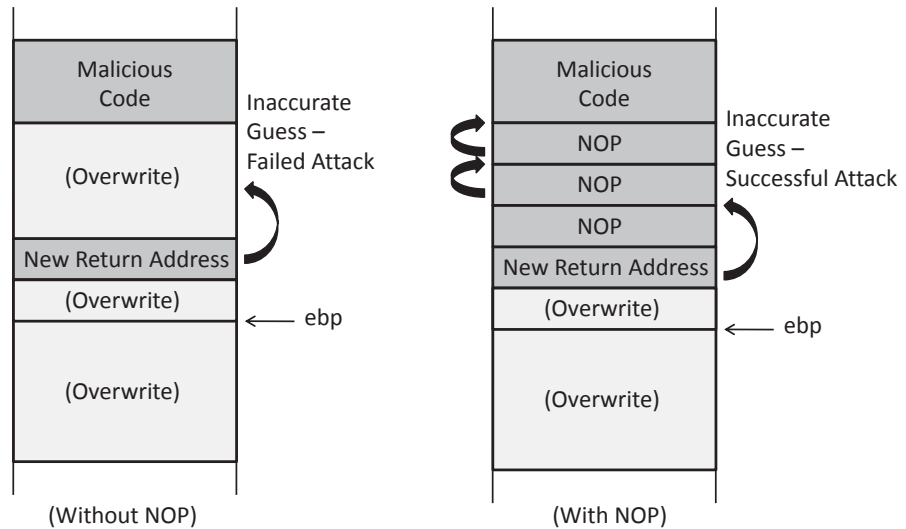 Malicious
Code
Inaccurate
Guess –
Failed Attack
(Overwrite)
New Return Address
(Overwrite)
ebp
(Overwrite)
(Without NOP)
Malicious
Code
NOP
NOP
NOP
Inaccurate
Guess –
Successful Attack
New Return Address
(Overwrite)
ebp
(Overwrite)
(With NOP)